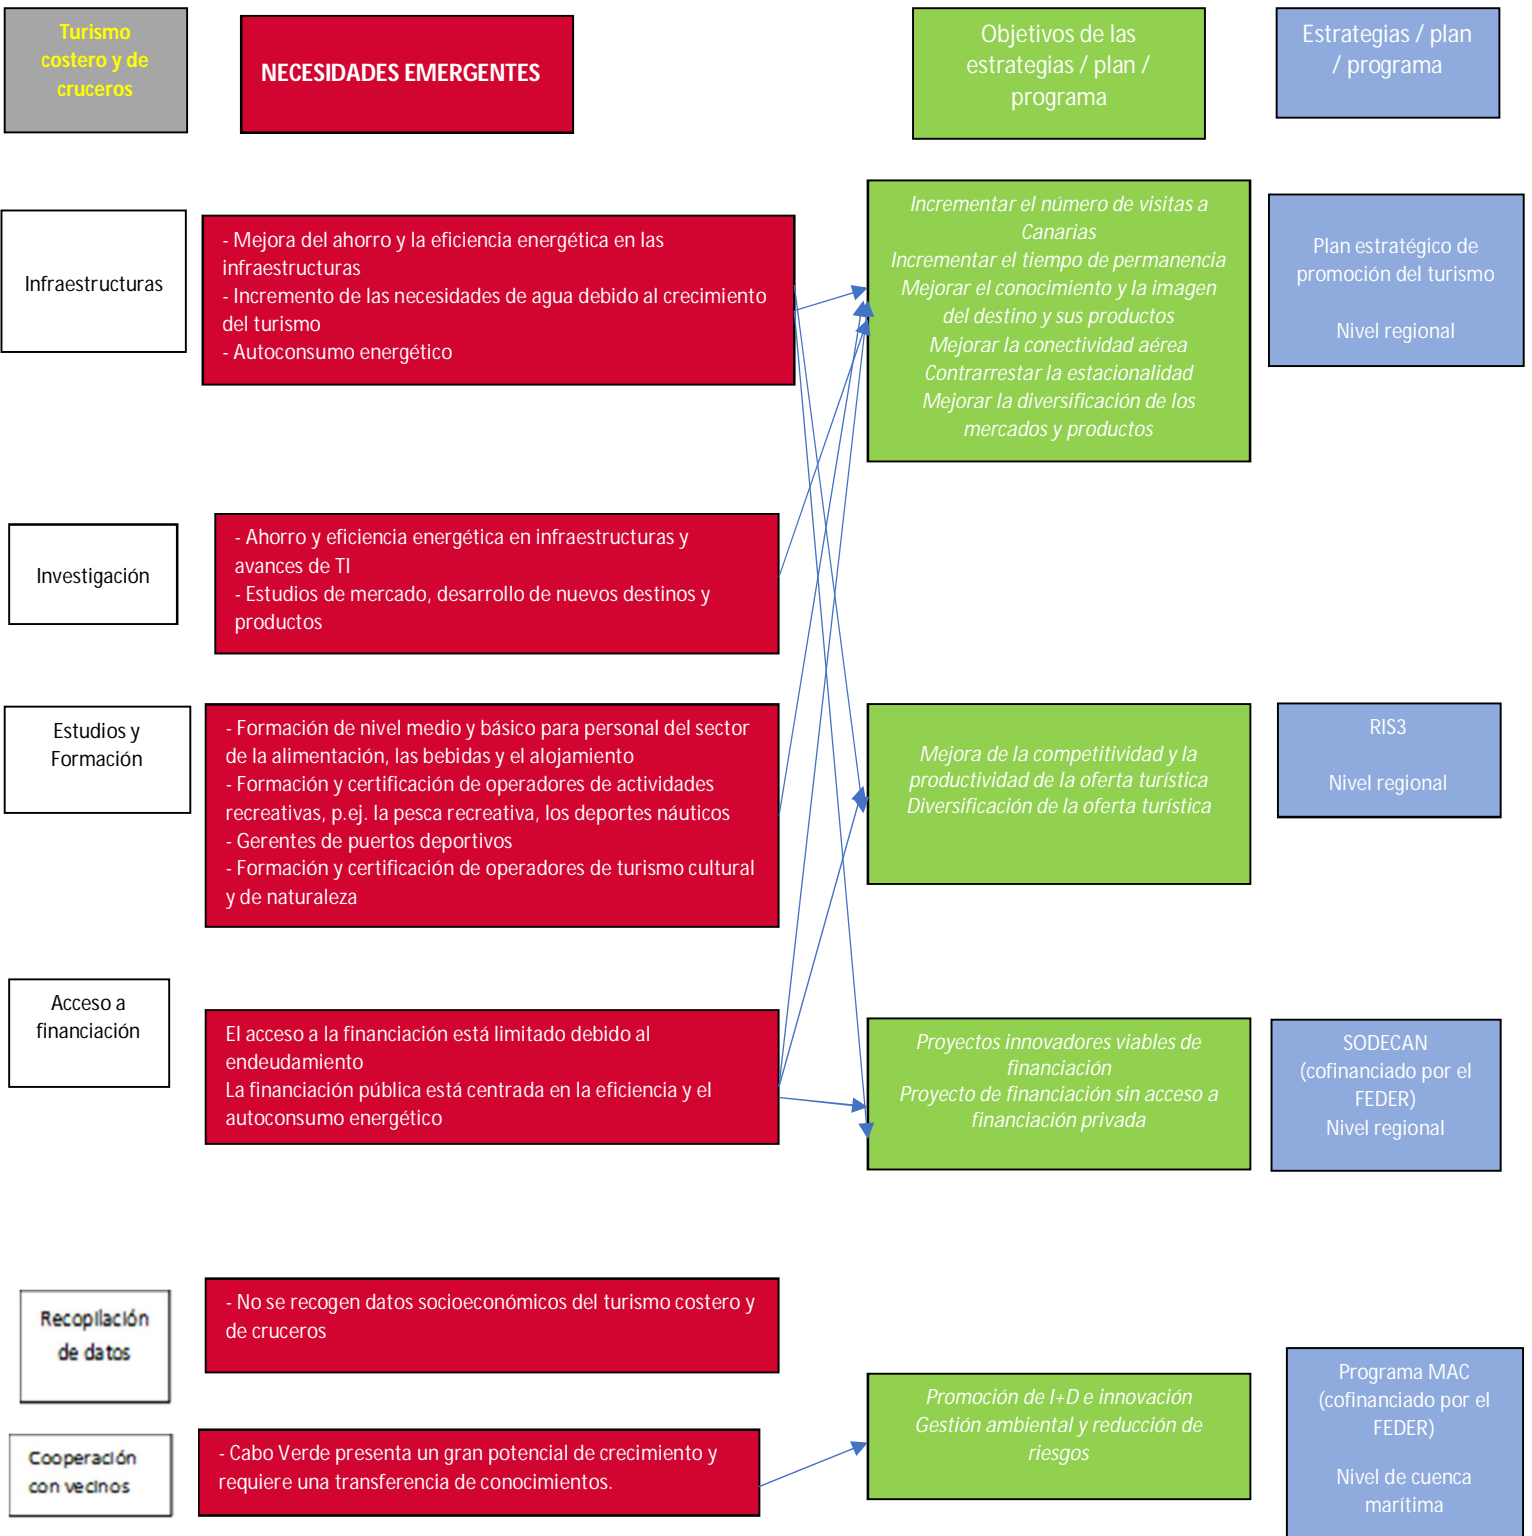 Turismo
costero y de
cruceros
NECESIDADES EMERGENTES
Objetivos de las
estrategias / plan /
programa
Estrategias / plan
/ programa
Infraestructuras
- Mejora del ahorro y la eficiencia energética en las
infraestructuras
- Incremento de las necesidades de agua debido al crecimiento
del turismo
- Autoconsumo energético
Incrementar el número de visitas a
Canarias
Incrementar el tiempo de permanencia
Mejorar el conocimiento y la imagen
del destino y sus productos
Mejorar la conectividad aérea
Contrarrestar la estacionalidad
Mejorar la diversificación de los
mercados y productos
Plan estratégico de
promoción del turismo
Nivel regional
Investigación
- Ahorro y eficiencia energética en infraestructuras y
avances de TI
- Estudios de mercado, desarrollo de nuevos destinos y
productos
Estudios y
Formación
- Formación de nivel medio y básico para personal del sector
de la alimentación, las bebidas y el alojamiento
- Formación y certificación de operadores de actividades
recreativas, p.ej. la pesca recreativa, los deportes náuticos
- Gerentes de puertos deportivos
- Formación y certificación de operadores de turismo cultural
y de naturaleza
Mejora de la competitividad y la
productividad de la oferta turística
Diversificación de la oferta turística
RIS3
Nivel regional
Acceso a
financiación
El acceso a la financiación está limitado debido al
endeudamiento
La financiación pública está centrada en la eficiencia y el
autoconsumo energético
Proyectos innovadores viables de
financiación
Proyecto de financiación sin acceso a
financiación privada
SODECAN
(cofinanciado por el
FEDER)
Nivel regional
Recopilación
de datos
- No se recogen datos socioeconómicos del turismo costero y
de cruceros
Cooperación
con vecinos
- Cabo Verde presenta un gran potencial de crecimiento y
requiere una transferencia de conocimientos.
Promoción de I+D e innovación
Gestión ambiental y reducción de
riesgos
Programa MAC
(cofinanciado por el
FEDER)
Nivel de cuenca
marítima